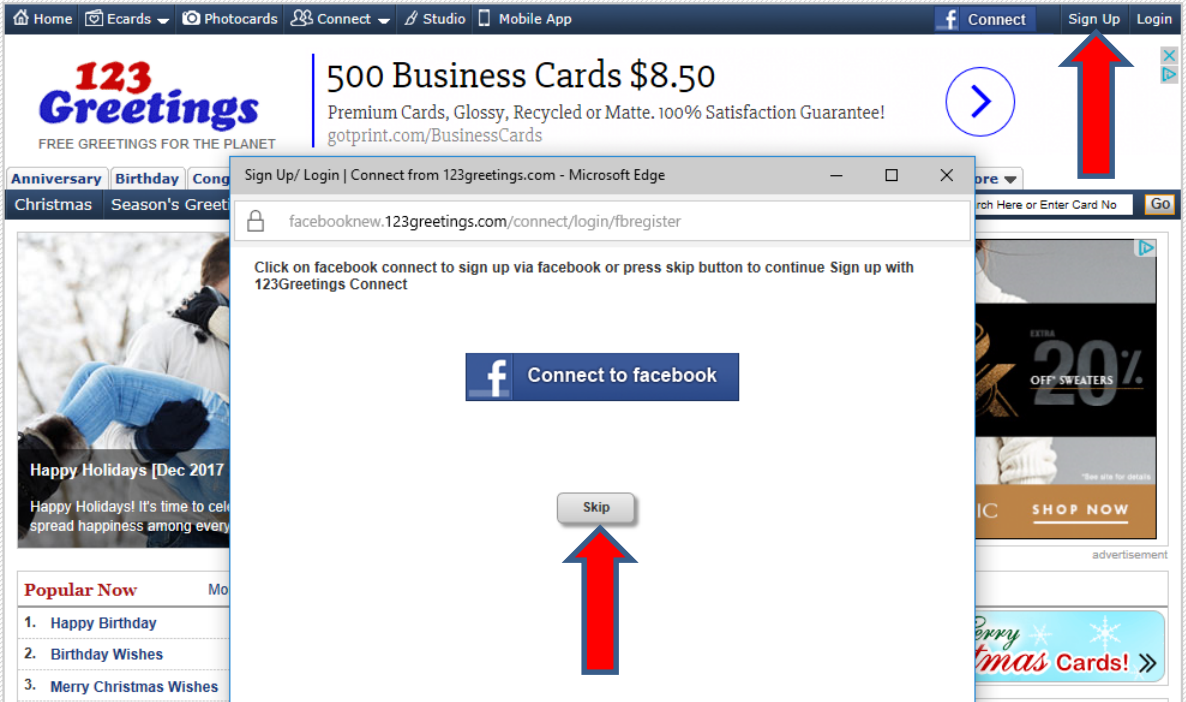 Home Ecards Photocards Connect Studio Mobile App f Connect Sign Up Login
123
Greetings
FREE GREETINGS FOR THE PLANET
500 Business Cards $8.50
Premium Cards, Glossy, Recycled or Matte. 100% Satisfaction Guarantee!
gotprint.com/BusinessCards
Anniversary Birthday Cong ore
Christmas Season's Greeti rch Here or Enter Card No Go
Sign Up/ Login | Connect from 123greetings.com - Microsoft Edge
facebooknew.123greetings.com/connect/login/fbregister
Click on facebook connect to sign up via facebook or press skip button to continue Sign up with
123Greetings Connect
f Connect to facebook
Skip
Happy Holidays [Dec 2017
Happy Holidays! It's time to cele
spread happiness among every
EXTRA
20%
OFF* SWEATERS
*See site for details
IC SHOP NOW
advertisement
Popular Now Mo
1. Happy Birthday
2. Birthday Wishes
3. Merry Christmas Wishes
erry
tmas Cards!